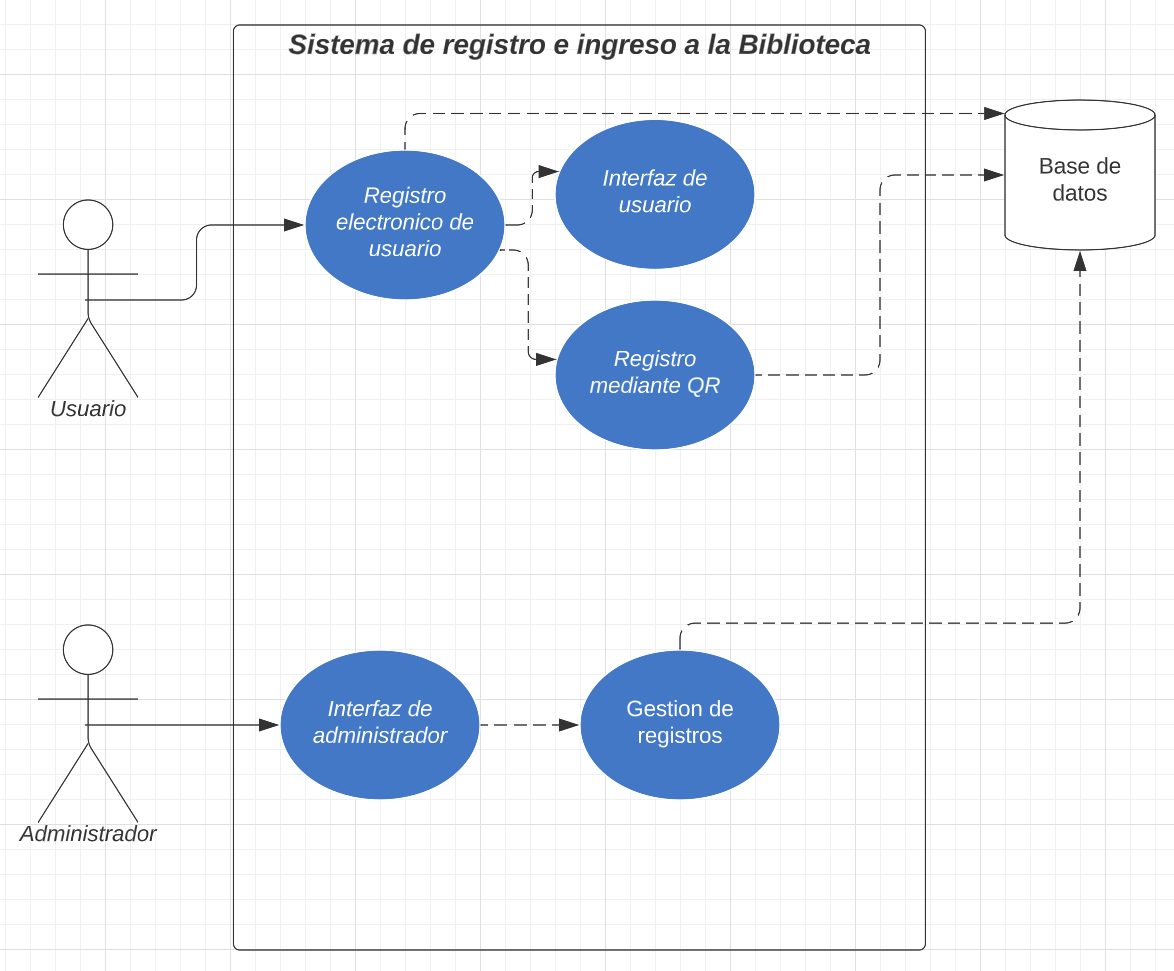 Sistema de registro e ingreso a la Biblioteca
Registro
electronico de
usuario
Interfaz de
usuario
Base de
datos
Registro
mediante QR
Usuario
Interfaz de
administrador
Gestion de
registros
Administrador